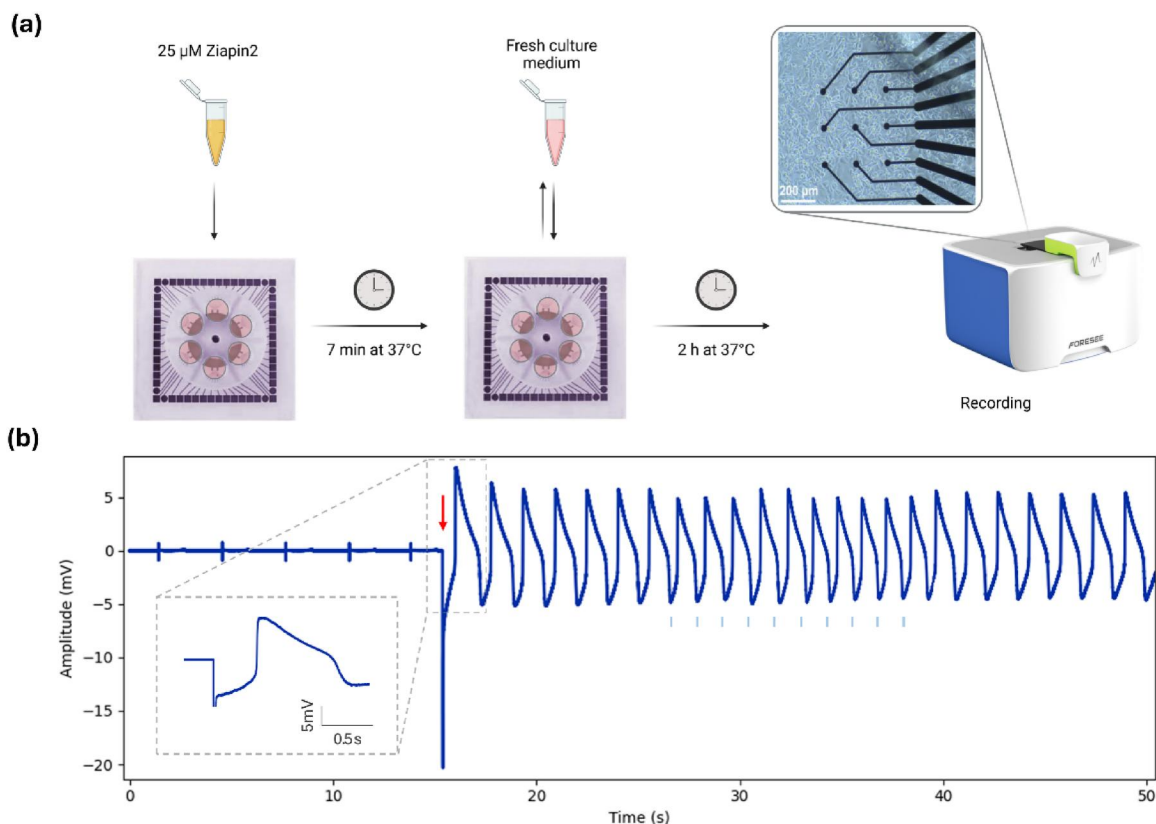 (a)
25 µM Ziapin2
Fresh culture
medium
200 µm
7 min at 37°C
2 h at 37°C
FORESEE
Recording
(b)
Amplitude (mV)
5
0
−5
−10
−15
−20
5mV
0.5s
0
10
20
30
40
50
Time (s)